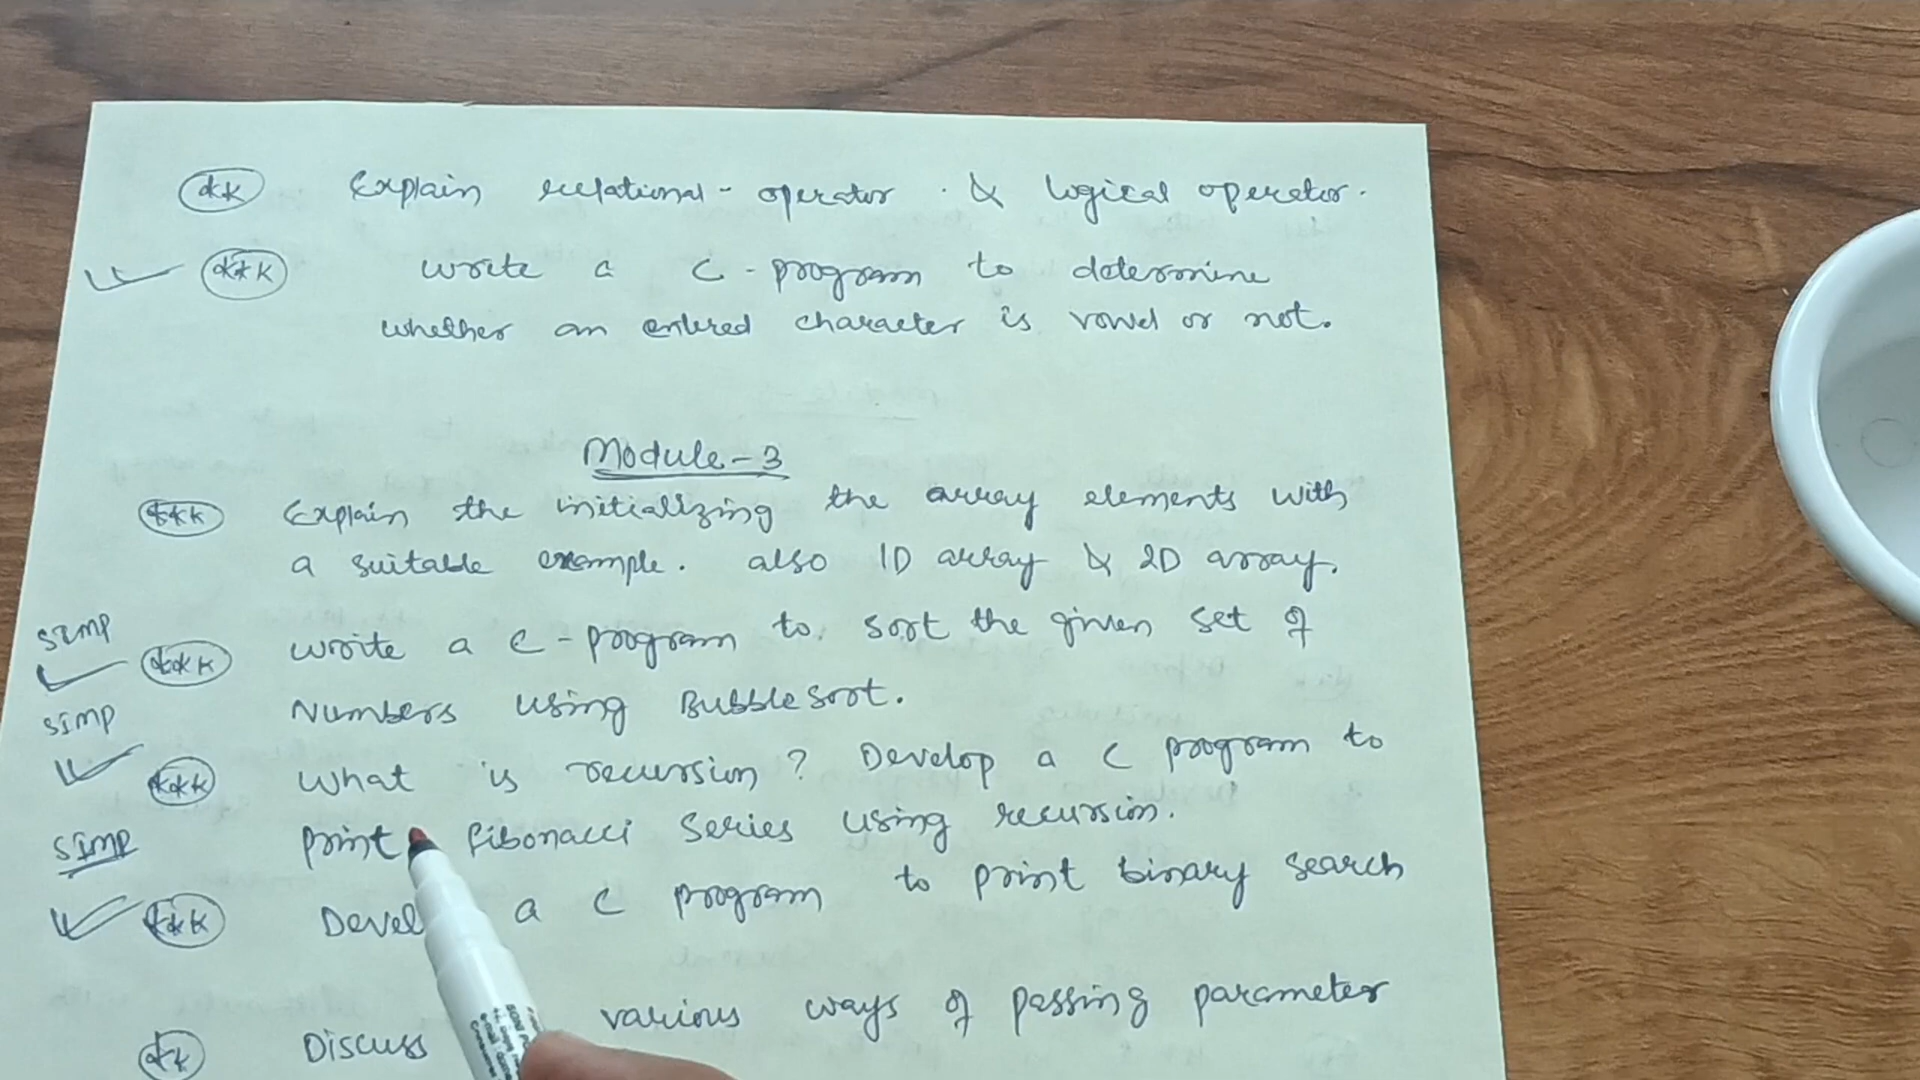 ** Explain relational - operator . & logical operator.
*** write a C - program to determine
whether an entered character is vowel or not.
Module - 3
*** Explain the initializing the array elements with
a suitable example. also 1D array & 2D array.
SIMP
*** write a C - program to sort the given set of
SIMP
Numbers using Bubble sort.
*** What is recursion? Develop a C program to
SIMP
print fibonacci series using recursion.
*** Devel a C program to print binary search
** Discuss various ways of passing parameter